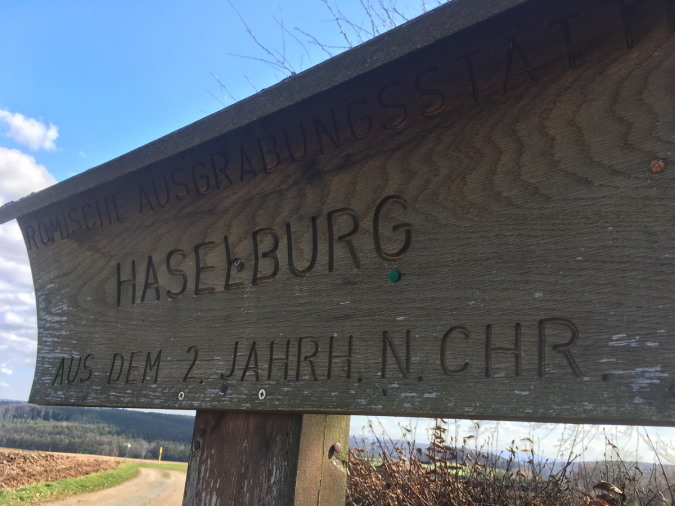 RÖMISCHE AUSGRABUNGSSTÄTTE
HASELBURG
AUS DEM 2. JAHRH. N. CHR.